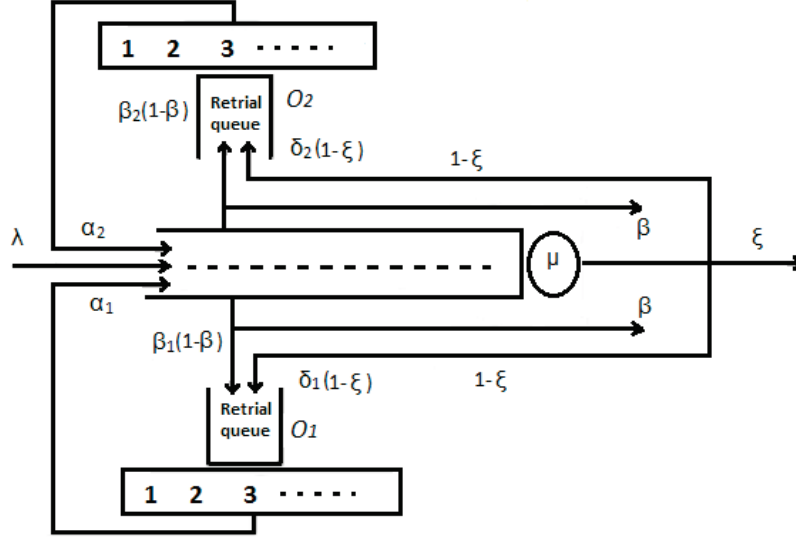 1 2 3
β₂(1-β)
Retrial
queue
O2
δ₂(1-ξ)
1-ξ
β
λ
α₂
μ
ξ
α₁
β
β₁(1-β)
δ₁(1-ξ)
1-ξ
Retrial
queue
O1
1 2 3